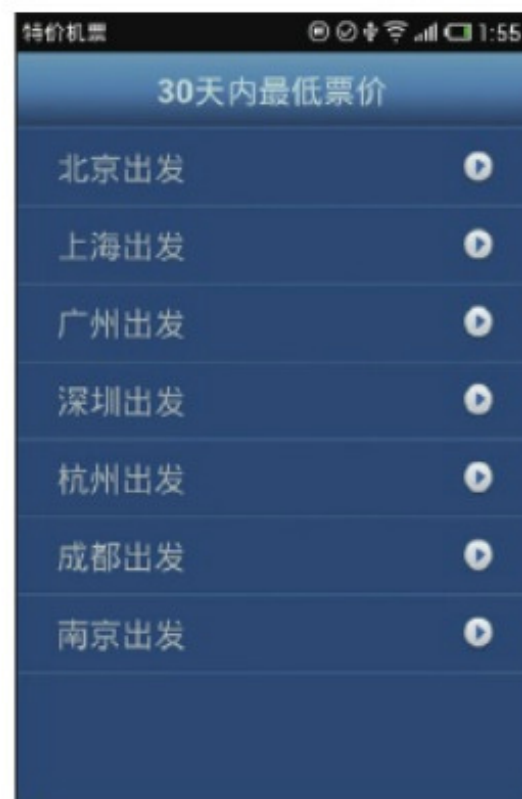 特价机票 1:55
30天内最低票价
北京出发
上海出发
广州出发
深圳出发
杭州出发
成都出发
南京出发